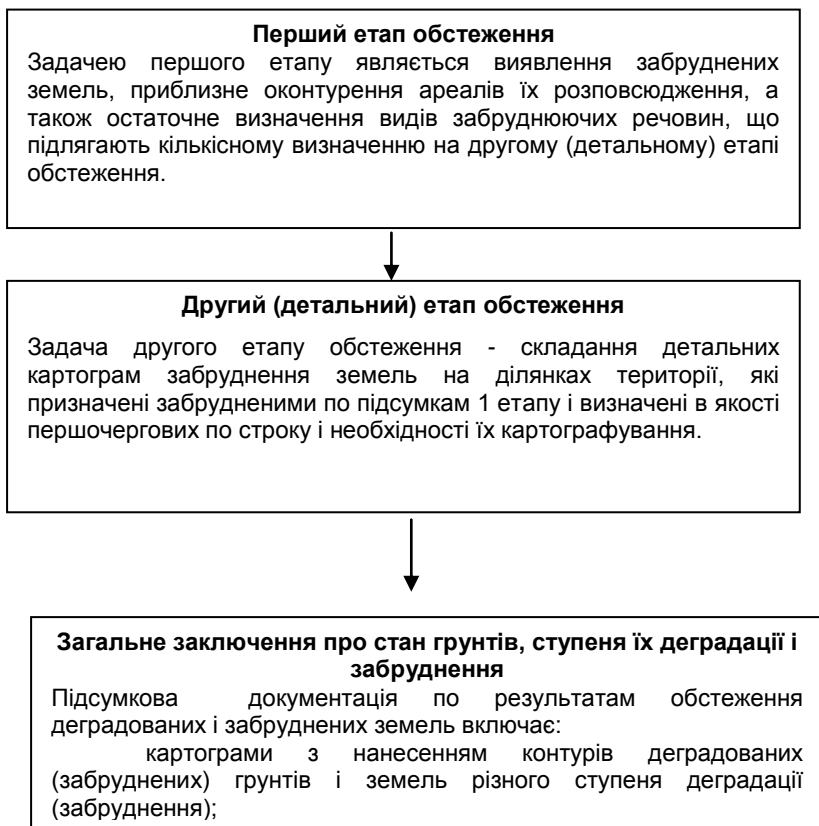 Перший етап обстеження
Задачею першого етапу являється виявлення забруднених
земель, приблизне оконтурення ареалів їх розповсюдження, а
також остаточне визначення видів забруднюючих речовин, що
підлягають кількісному визначенню на другому (детальному) етапі
обстеження.
Другий (детальний) етап обстеження
Задача другого етапу обстеження - складання детальних
картограм забруднення земель на ділянках території, які
призначені забрудненими по підсумкам 1 етапу і визначені в якості
першочергових по строку і необхідності їх картографування.
Загальне заключення про стан грунтів, ступеня їх деградації і
забруднення
Підсумкова документація по результатам обстеження
деградованих і забруднених земель включає:
картограми з нанесенням контурів деградованих
(забруднених) грунтів і земель різного ступеня деградації
(забруднення);